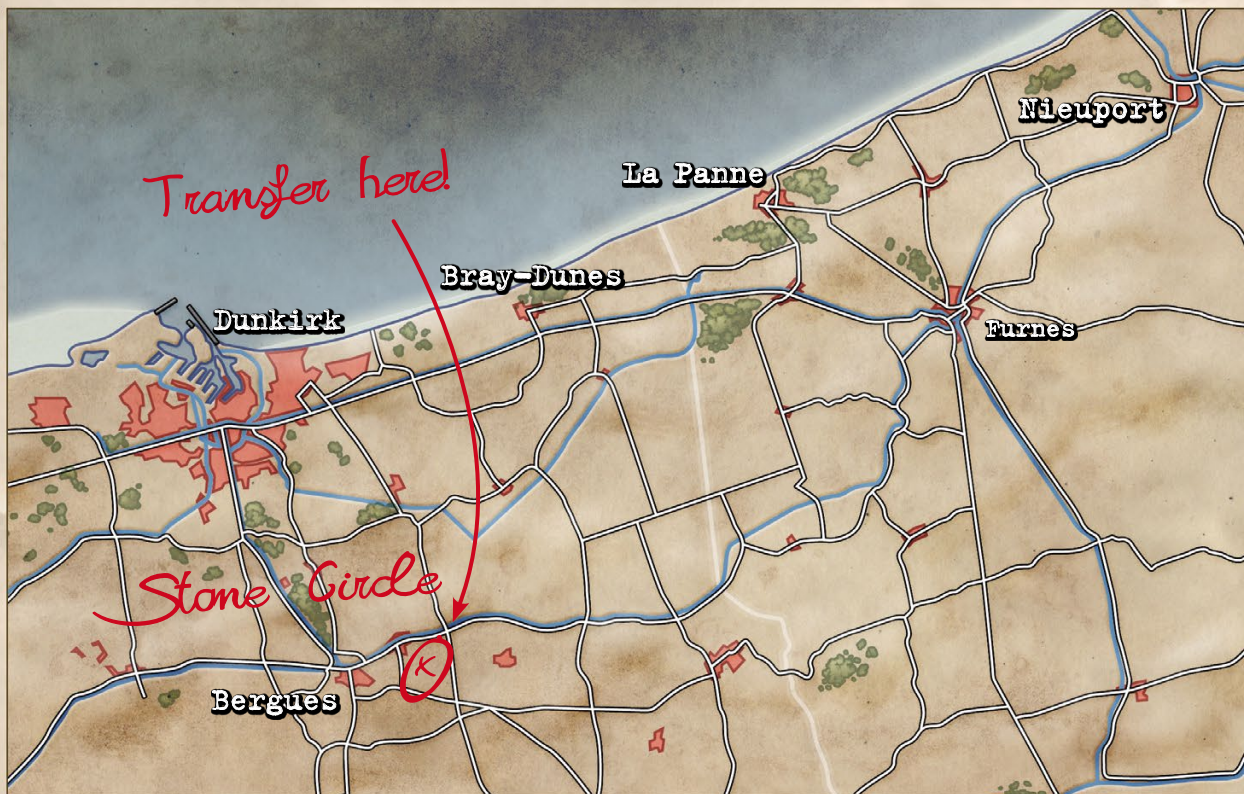 Nieuport
La Panne
Transfer here!
Bray-Dunes
Dunkirk
Furnes
Stone Circle
K
Bergues